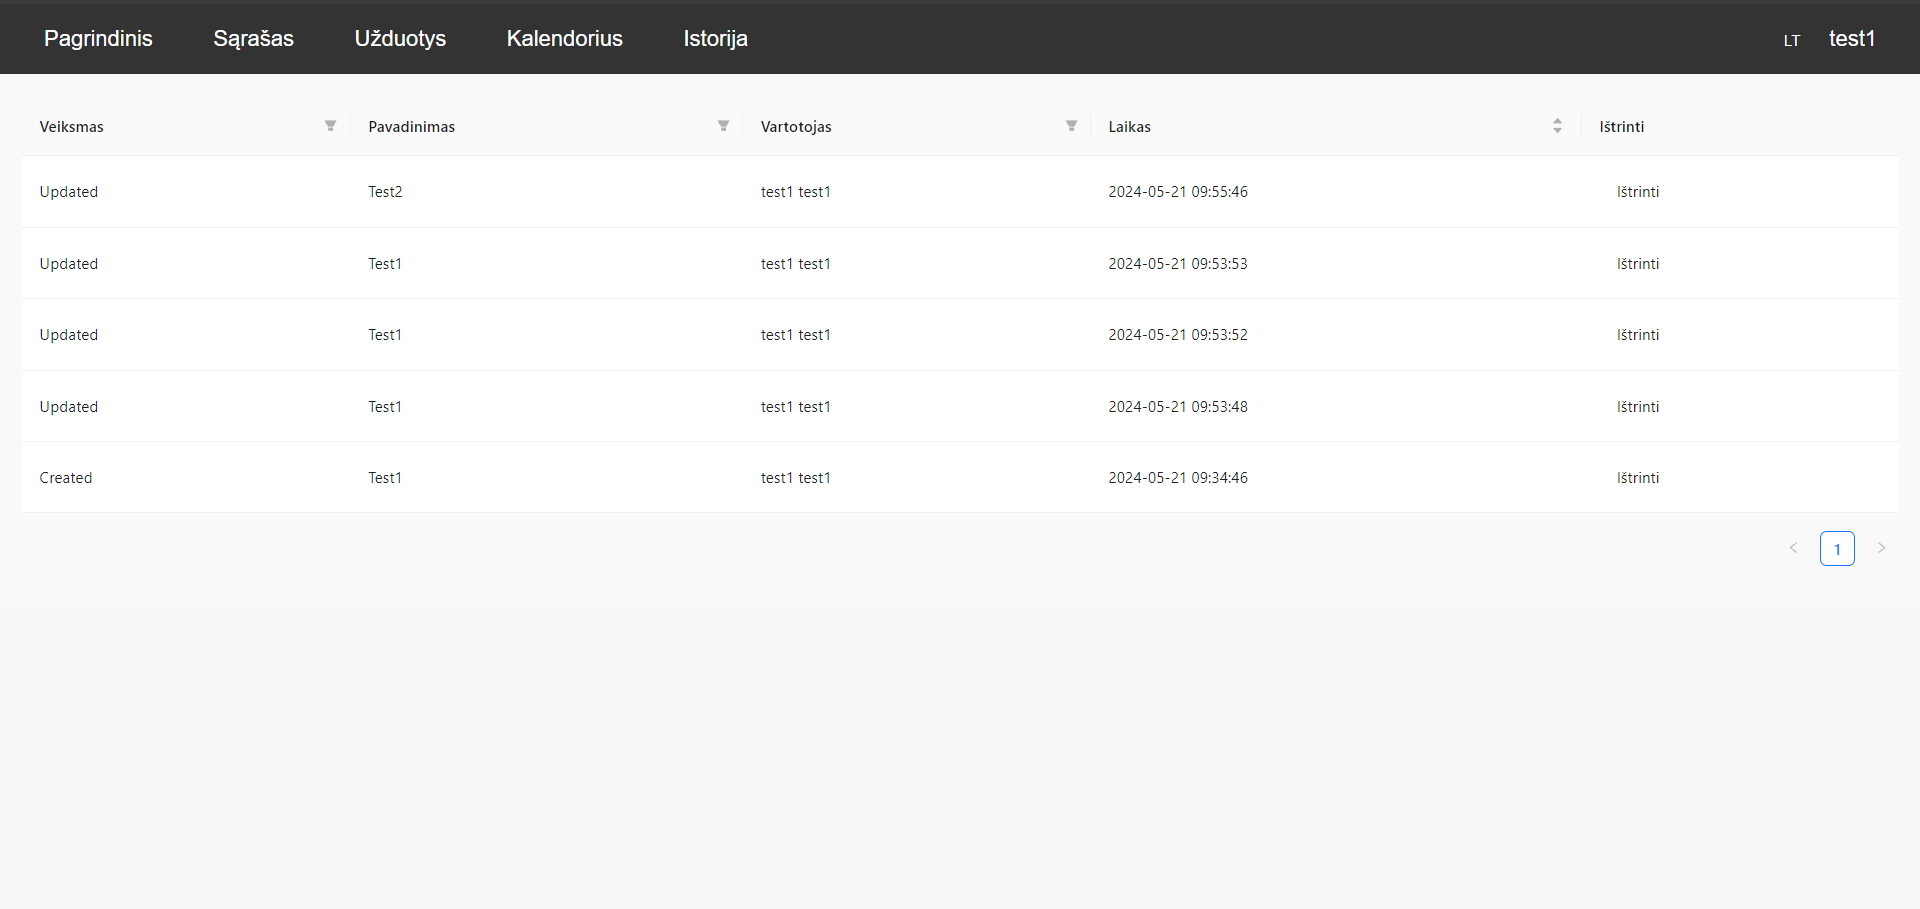 Pagrindinis Sąrašas Užduotys Kalendorius Istorija LT test1
Veiksmas Pavadinimas Vartotojas Laikas Ištrinti
Updated Test2 test1 test1 2024-05-21 09:55:46 Ištrinti
Updated Test1 test1 test1 2024-05-21 09:53:53 Ištrinti
Updated Test1 test1 test1 2024-05-21 09:53:52 Ištrinti
Updated Test1 test1 test1 2024-05-21 09:53:48 Ištrinti
Created Test1 test1 test1 2024-05-21 09:34:46 Ištrinti
1